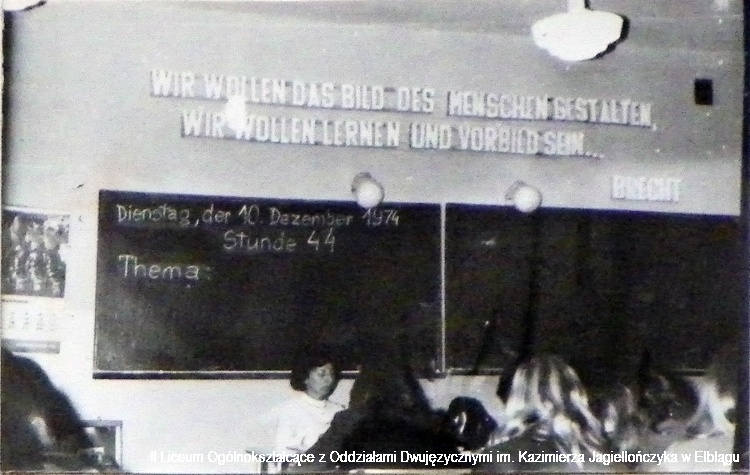 WIR WOLLEN DAS BILD DES MENSCHEN GESTALTEN,
WIR WOLLEN LERNEN UND VORBILD SEIN...
BRECHT
Dienstag, der 10. Dezember 1974
Stunde 44
Thema:
II Liceum Ogólnokształcące z Oddziałami Dwujęzycznymi im. Kazimierza Jagiellończyka w Elblągu